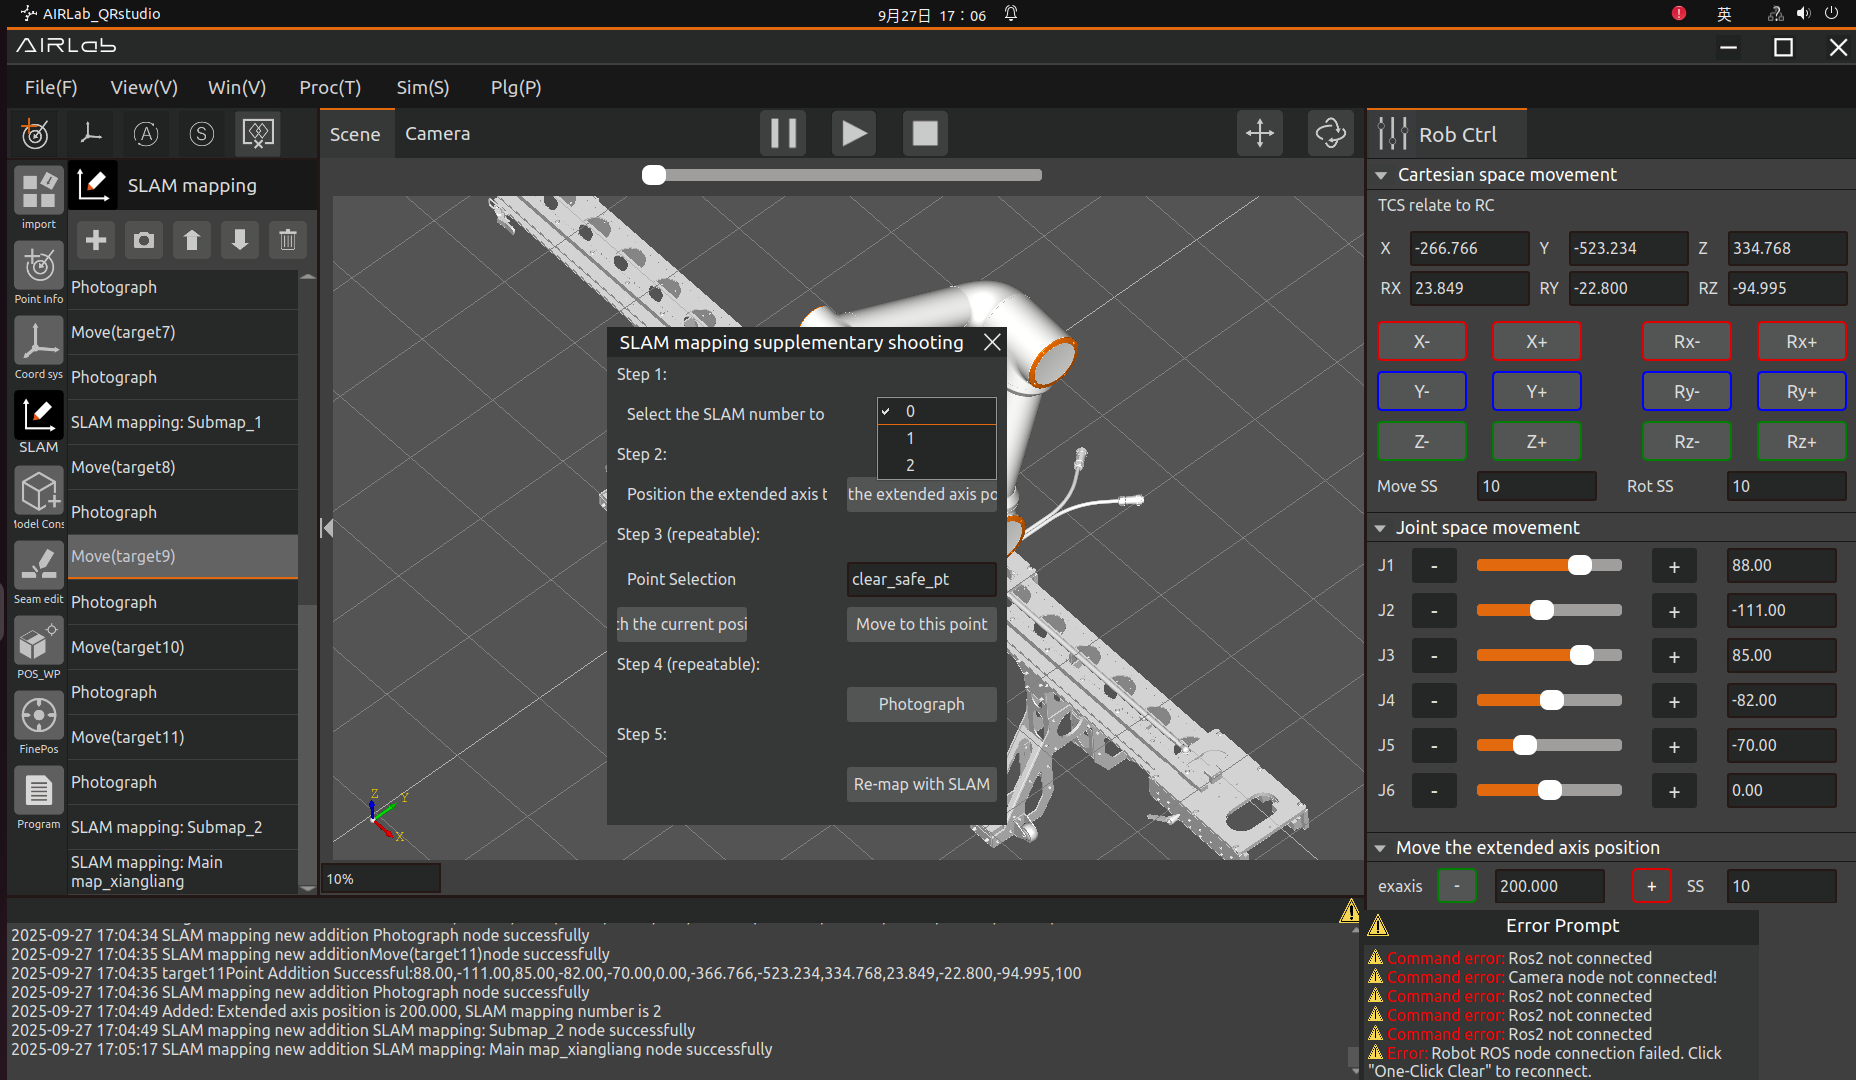 AIRLab_QRstudio
9月27日 17：06
英
AIRLab
File(F) View(V) Win(V) Proc(T) Sim(S) Plg(P)
A S
Scene Camera
Rob Ctrl
import
Point Info
Coord sys
SLAM
Model Cons
Seam edit
POS_WP
FinePos
Program
SLAM mapping
Photograph
Move(target7)
Photograph
SLAM mapping: Submap_1
Move(target8)
Photograph
Move(target9)
Photograph
Move(target10)
Photograph
Move(target11)
Photograph
SLAM mapping: Submap_2
SLAM mapping: Main
map_xiangliang
Z Y X
10%
SLAM mapping supplementary shooting
Step 1:
Select the SLAM number to
0
1
2
Step 2:
Position the extended axis t the extended axis po
Step 3 (repeatable):
Point Selection clear_safe_pt
:h the current posi Move to this point
Step 4 (repeatable):
Photograph
Step 5:
Re-map with SLAM
Cartesian space movement
TCS relate to RC
X -266.766 Y -523.234 Z 334.768
RX 23.849 RY -22.800 RZ -94.995
X- X+ Rx- Rx+
Y- Y+ Ry- Ry+
Z- Z+ Rz- Rz+
Move SS 10 Rot SS 10
Joint space movement
J1 - + 88.00
J2 - + -111.00
J3 - + 85.00
J4 - + -82.00
J5 - + -70.00
J6 - + 0.00
Move the extended axis position
exaxis - 200.000 + SS 10
2025-09-27 17:04:34 SLAM mapping new addition Photograph node successfully
2025-09-27 17:04:35 SLAM mapping new additionMove(target11)node successfully
2025-09-27 17:04:35 target11Point Addition Successful:88.00,-111.00,85.00,-82.00,-70.00,0.00,-366.766,-523.234,334.768,23.849,-22.800,-94.995,100
2025-09-27 17:04:36 SLAM mapping new addition Photograph node successfully
2025-09-27 17:04:49 Added: Extended axis position is 200.000, SLAM mapping number is 2
2025-09-27 17:04:49 SLAM mapping new addition SLAM mapping: Submap_2 node successfully
2025-09-27 17:05:17 SLAM mapping new addition SLAM mapping: Main map_xiangliang node successfully
Error Prompt
Command error: Ros2 not connected
Command error: Camera node not connected!
Command error: Ros2 not connected
Command error: Ros2 not connected
Command error: Ros2 not connected
Error: Robot ROS node connection failed. Click
"One-Click Clear" to reconnect.